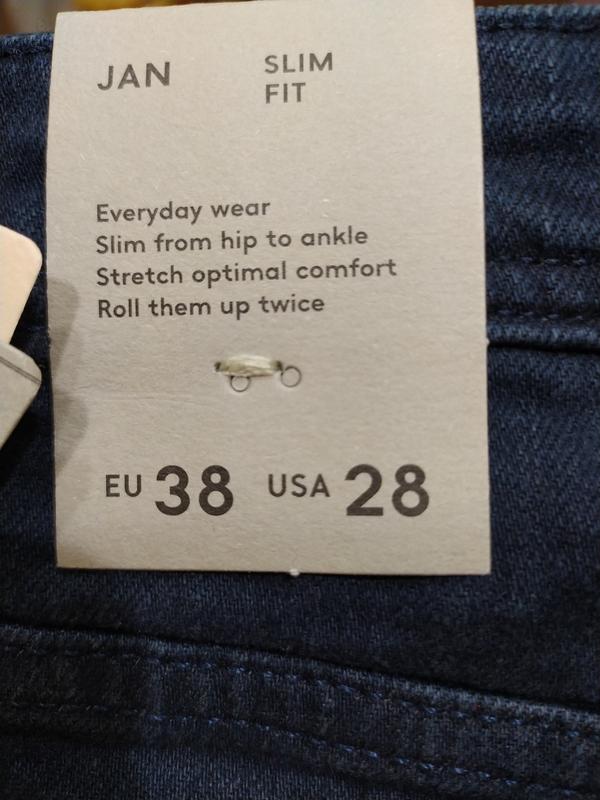 JAN
SLIM
FIT
Everyday wear
Slim from hip to ankle
Stretch optimal comfort
Roll them up twice
EU 38 USA 28